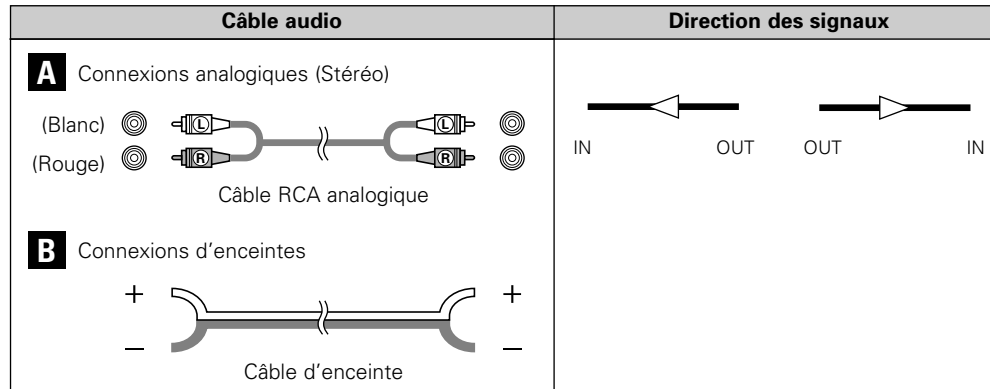 Câble audio
Direction des signaux
A Connexions analogiques (Stéréo)
(Blanc) L L
(Rouge) R R
Câble RCA analogique
IN OUT OUT IN
B Connexions d’enceintes
+ +
– –
Câble d’enceinte